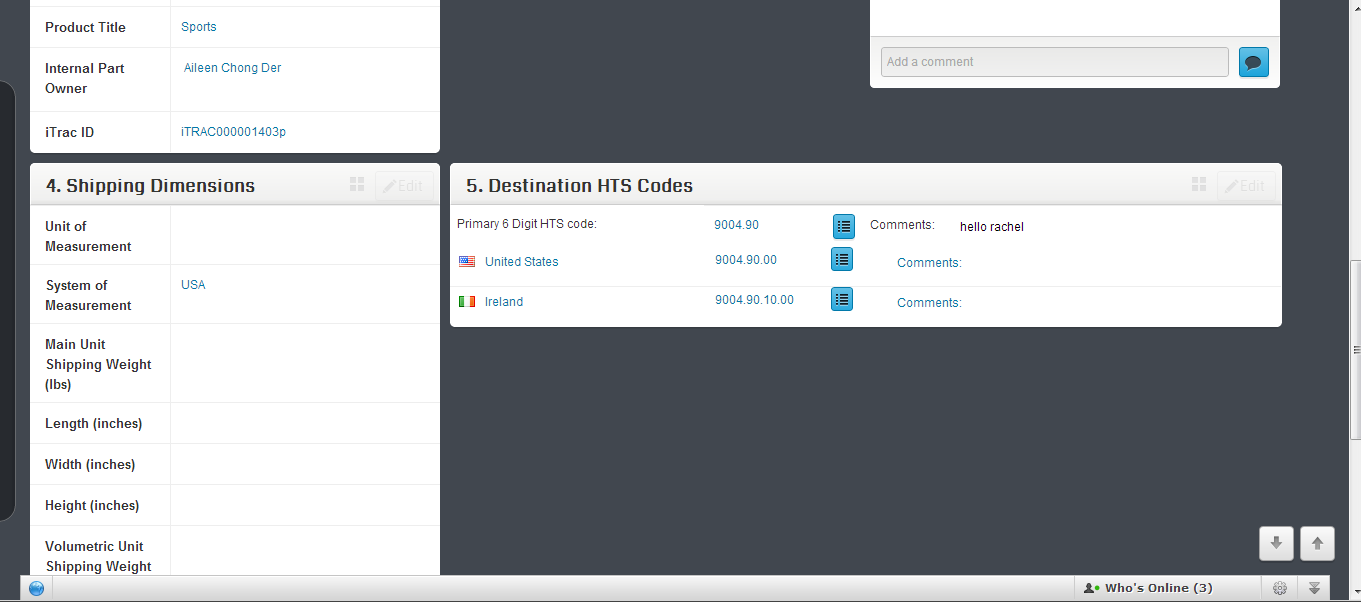 Product Title Sports
Internal Part Owner Aileen Chong Der
iTrac ID iTRAC000001403p
Add a comment
4. Shipping Dimensions Edit
Unit of
Measurement
System of USA
Measurement
Main Unit
Shipping Weight
(lbs)
Length (inches)
Width (inches)
Height (inches)
Volumetric Unit
Shipping Weight
5. Destination HTS Codes Edit
Primary 6 Digit HTS code: 9004.90 Comments: hello rachel
United States 9004.90.00 Comments:
Ireland 9004.90.10.00 Comments:
Who's Online (3)